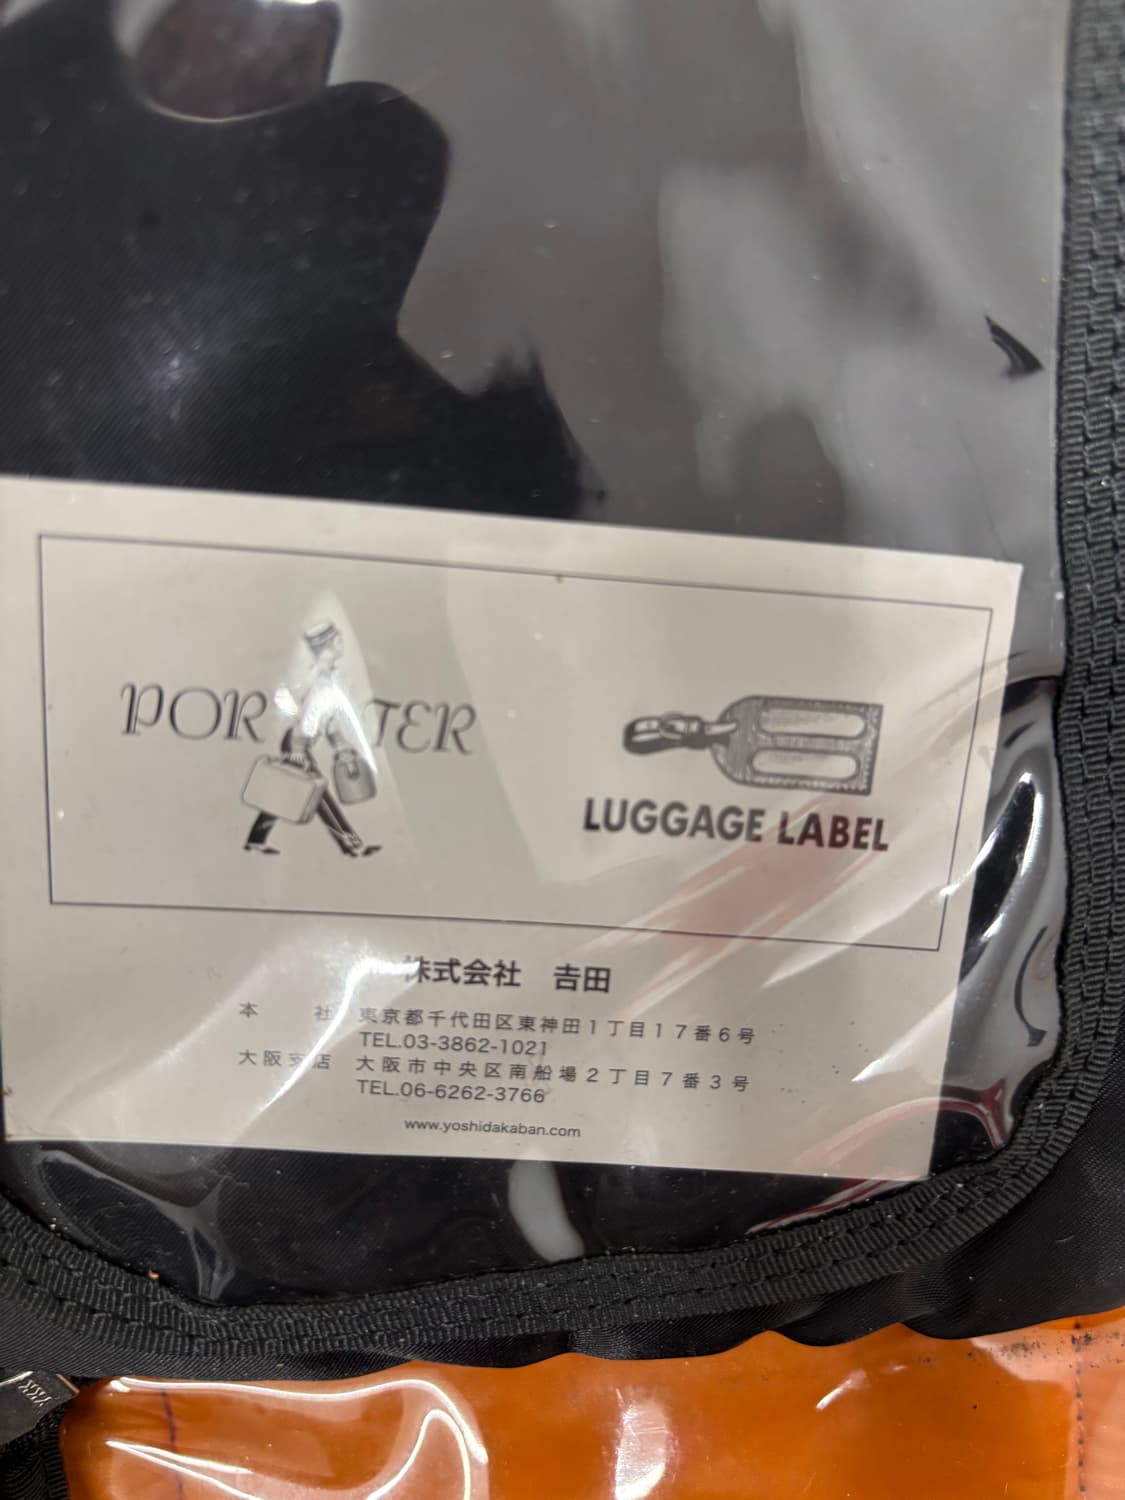 PORTER
LUGGAGE LABEL
株式会社 吉田
本 社 東京都千代田区東神田1丁目17番6号
TEL.03-3862-1021
大阪支店 大阪市中央区南船場2丁目7番3号
TEL.06-6262-3766
www.yoshidakaban.com
YKK